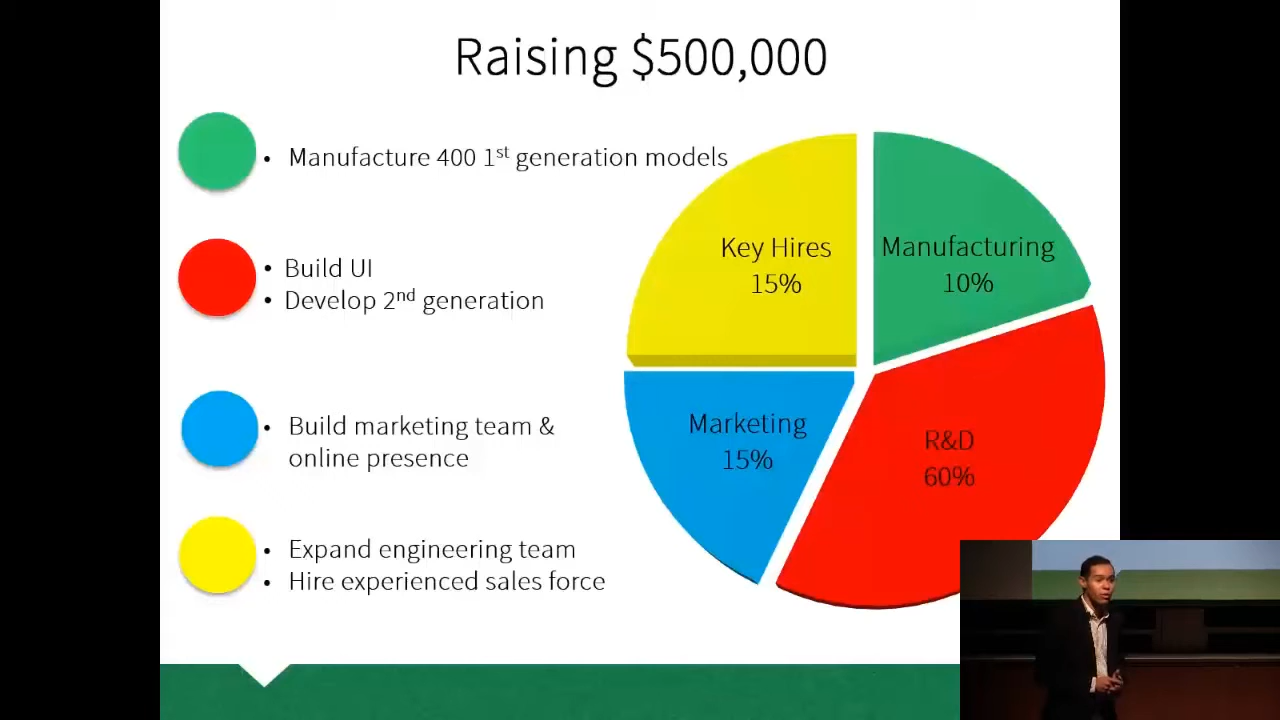 Raising $500,000
• Manufacture 400 1st generation models
• Build UI
• Develop 2nd generation
• Build marketing team &
online presence
• Expand engineering team
• Hire experienced sales force
Key Hires
15%
Manufacturing
10%
Marketing
15%
R&D
60%